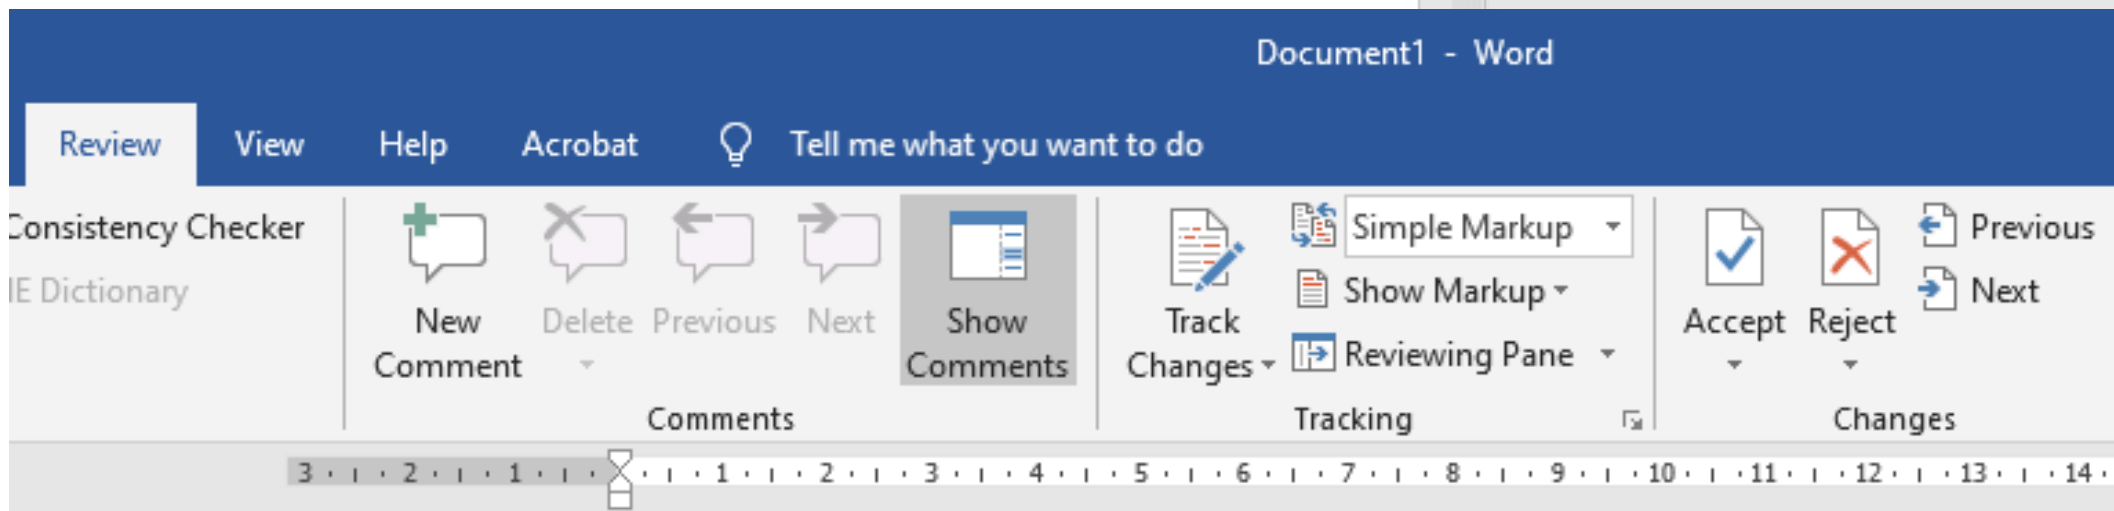 Document1 - Word
Review View Help Acrobat Tell me what you want to do
Consistency Checker
IE Dictionary
New Comment
Delete
Previous
Next
Show Comments
Comments
Track Changes
Simple Markup
Show Markup
Reviewing Pane
Tracking
Accept
Reject
Previous
Next
Changes
3 2 1 1 2 3 4 5 6 7 8 9 10 11 12 13 14